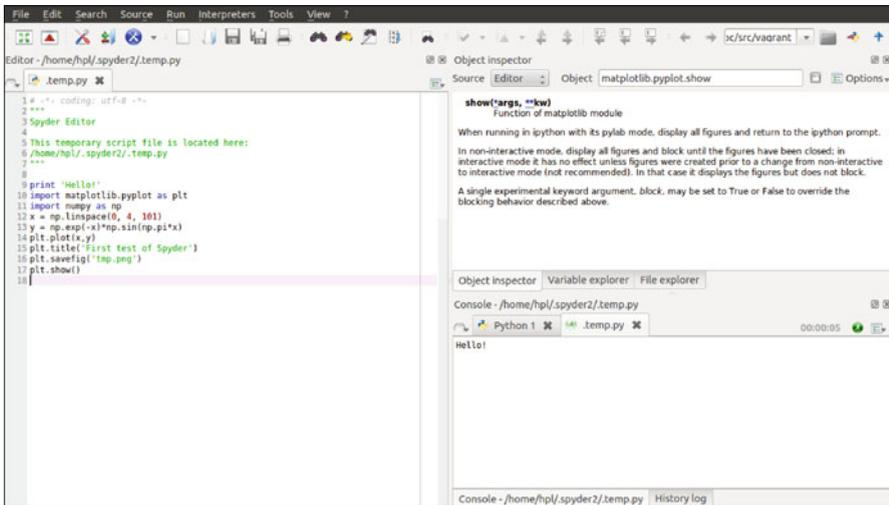 File Edit Search Source Run Interpreters Tools View ?
oc/src/vagrant
Editor - /home/hpl/.spyder2/.temp.py
.temp.py
1 # -*- coding: utf-8 -*-
2 """
3 Spyder Editor
4
5 This temporary script file is located here:
6 /home/hpl/.spyder2/.temp.py
7 """
8
9 print 'Hello!'
10 import matplotlib.pyplot as plt
11 import numpy as np
12 x = np.linspace(0, 4, 101)
13 y = np.exp(-x)*np.sin(np.pi*x)
14 plt.plot(x,y)
15 plt.title('First test of Spyder')
16 plt.savefig('tmp.png')
17 plt.show()
18
Object inspector
Source Editor Object matplotlib.pyplot.show Options
show(*args, **kw)
Function of matplotlib module
When running in ipython with its pylab mode, display all figures and return to the ipython prompt.
In non-interactive mode, display all figures and block until the figures have been closed; in
interactive mode it has no effect unless figures were created prior to a change from non-interactive
to interactive mode (not recommended). In that case it displays the figures but does not block.
A single experimental keyword argument, block, may be set to True or False to override the
blocking behavior described above.
Object inspector Variable explorer File explorer
Console - /home/hpl/.spyder2/.temp.py
Python 1 .temp.py 00:00:05
Hello!
Console - /home/hpl/.spyder2/.temp.py History log